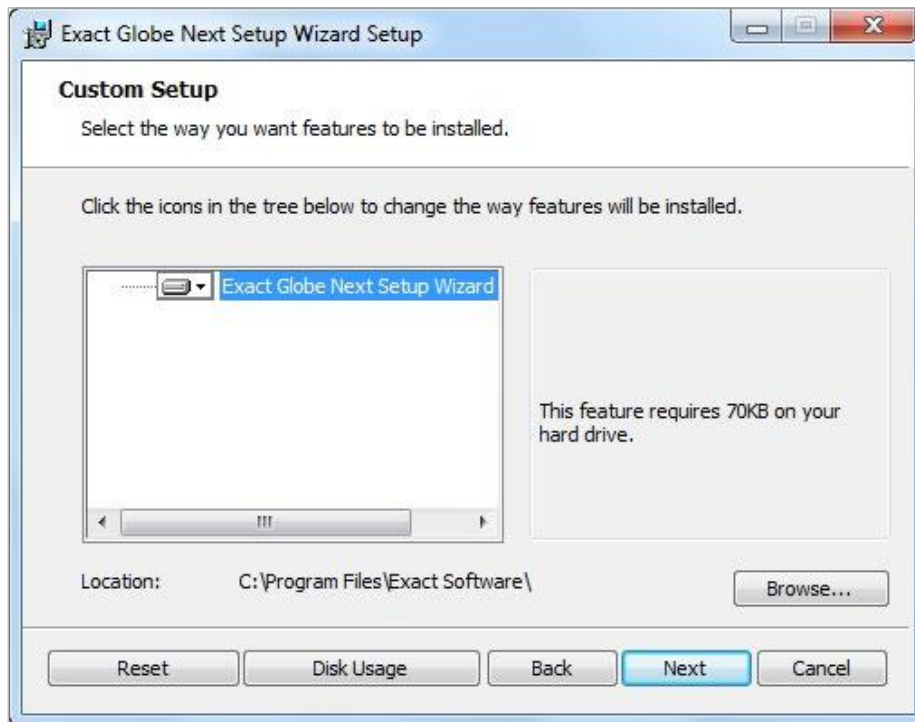 Exact Globe Next Setup Wizard Setup
Custom Setup
Select the way you want features to be installed.
Click the icons in the tree below to change the way features will be installed.
Exact Globe Next Setup Wizard
This feature requires 70KB on your
hard drive.
Location: C:\Program Files\Exact Software\
Browse...
Reset Disk Usage Back Next Cancel